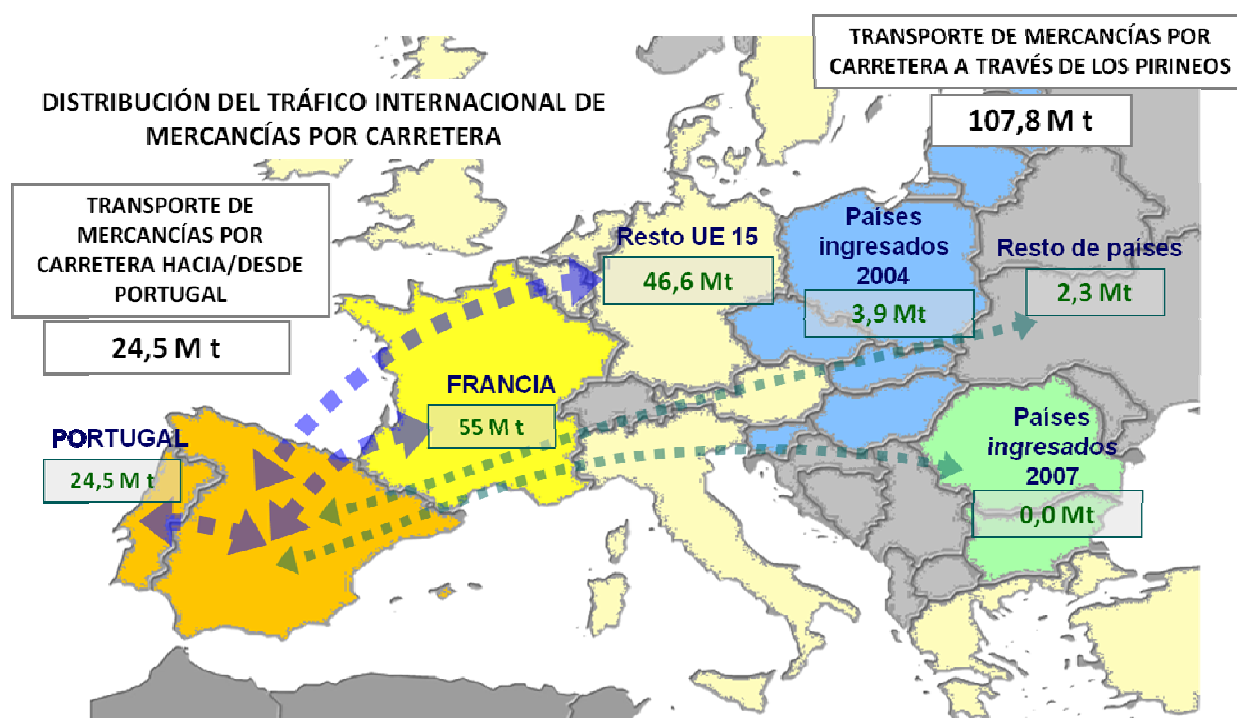 TRANSPORTE DE MERCANCÍAS POR
CARRETERA A TRAVÉS DE LOS PIRINEOS
107,8 M t
DISTRIBUCIÓN DEL TRÁFICO INTERNACIONAL DE
MERCANCÍAS POR CARRETERA
TRANSPORTE DE
MERCANCÍAS POR
CARRETERA HACIA/DESDE
PORTUGAL
24,5 M t
Resto UE 15
46,6 Mt
Países
ingresados
2004
3,9 Mt
Resto de países
2,3 Mt
FRANCIA
55 M t
PORTUGAL
24,5 M t
Países
ingresados
2007
0,0 Mt